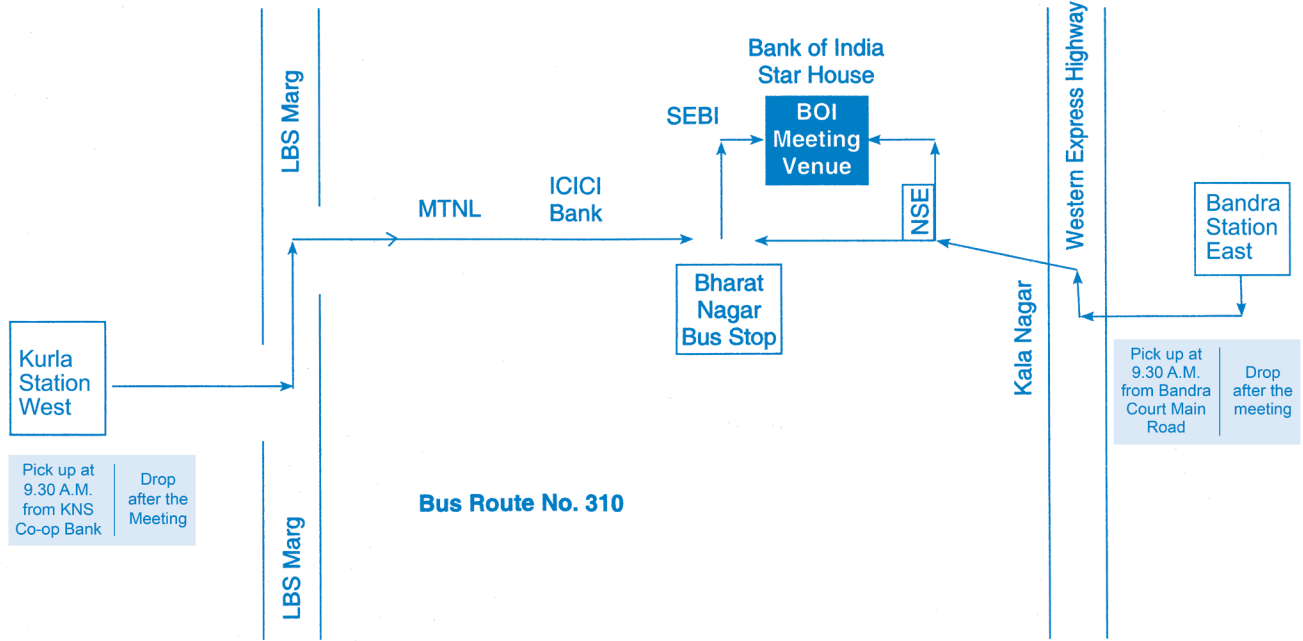 Bank of India
Star House
BOI
Meeting
Venue
SEBI
LBS Marg
Western Express Highway
MTNL
ICICI
Bank
NSE
Bandra
Station
East
Bharat
Nagar
Bus Stop
Kala Nagar
Kurla
Station
West
Pick up at
9.30 A.M.
from Bandra
Court Main
Road
Drop
after the
meeting
Pick up at
9.30 A.M.
from KNS
Co-op Bank
Drop
after the
Meeting
Bus Route No. 310
LBS Marg